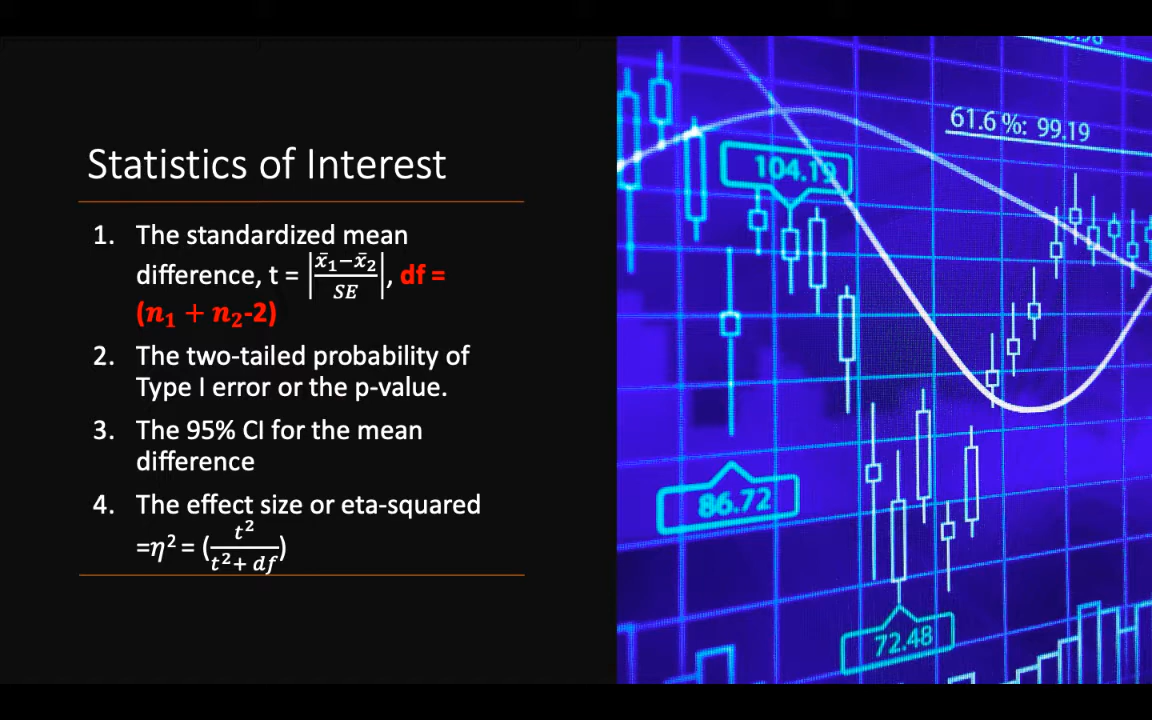 Statistics of Interest
1. The standardized mean
difference, t = |x̄₁−x̄₂ / SE|, df =
(n₁ + n₂-2)
2. The two-tailed probability of
Type I error or the p-value.
3. The 95% CI for the mean
difference
4. The effect size or eta-squared
=η² = (t² / t²+ df)
61.6 %: 99.19
104.19
86.72
72.48